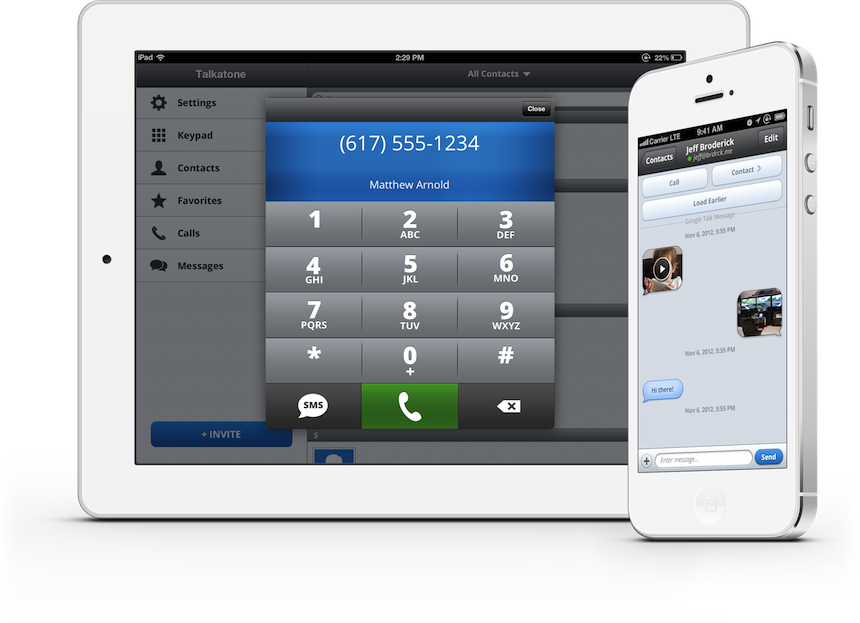 iPad
2:29 PM
22%
Talkatone
All Contacts
Settings
Keypad
Contacts
Favorites
Calls
Messages
+ INVITE
S
Close
(617) 555-1234
Matthew Arnold
1
2
ABC
3
DEF
4
GHI
5
JKL
6
MNO
7
PQRS
8
TUV
9
WXYZ
*
0
+
#
SMS
Carrier LTE
9:41 AM
Contacts
Jeff Broderick
Edit
Call
Contact
Load Earlier
Google Talk Message
Nov 6, 2012, 5:55 PM
Nov 6, 2012, 5:55 PM
Hi there!
Nov 6, 2012, 5:55 PM
+
Enter message...
Send